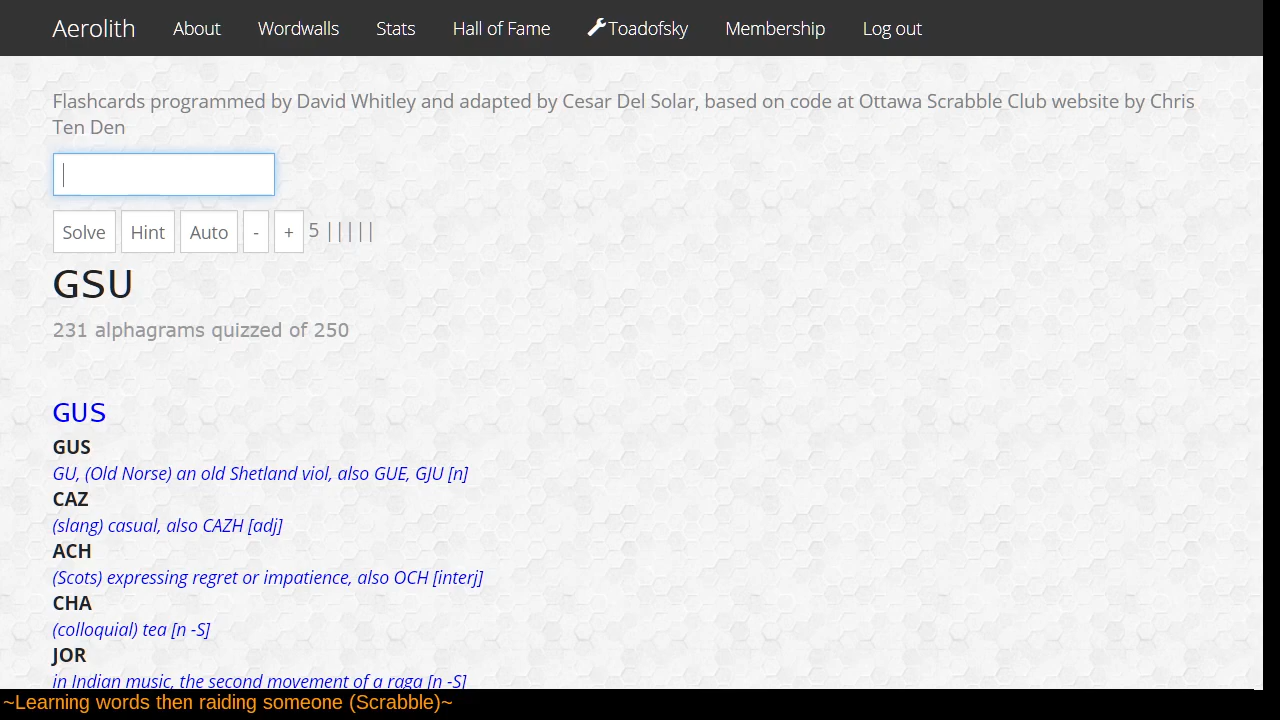 Aerolith About Wordwalls Stats Hall of Fame Toadofsky Membership Log out
Flashcards programmed by David Whitley and adapted by Cesar Del Solar, based on code at Ottawa Scrabble Club website by Chris
Ten Den
Solve Hint Auto - + 5 |||||
GSU
231 alphagrams quizzed of 250
GUS
GUS
GU, (Old Norse) an old Shetland viol, also GUE, GJU [n]
CAZ
(slang) casual, also CAZH [adj]
ACH
(Scots) expressing regret or impatience, also OCH [interj]
CHA
(colloquial) tea [n -S]
JOR
in Indian music, the second movement of a raga [n -S]
~Learning words then raiding someone (Scrabble)~